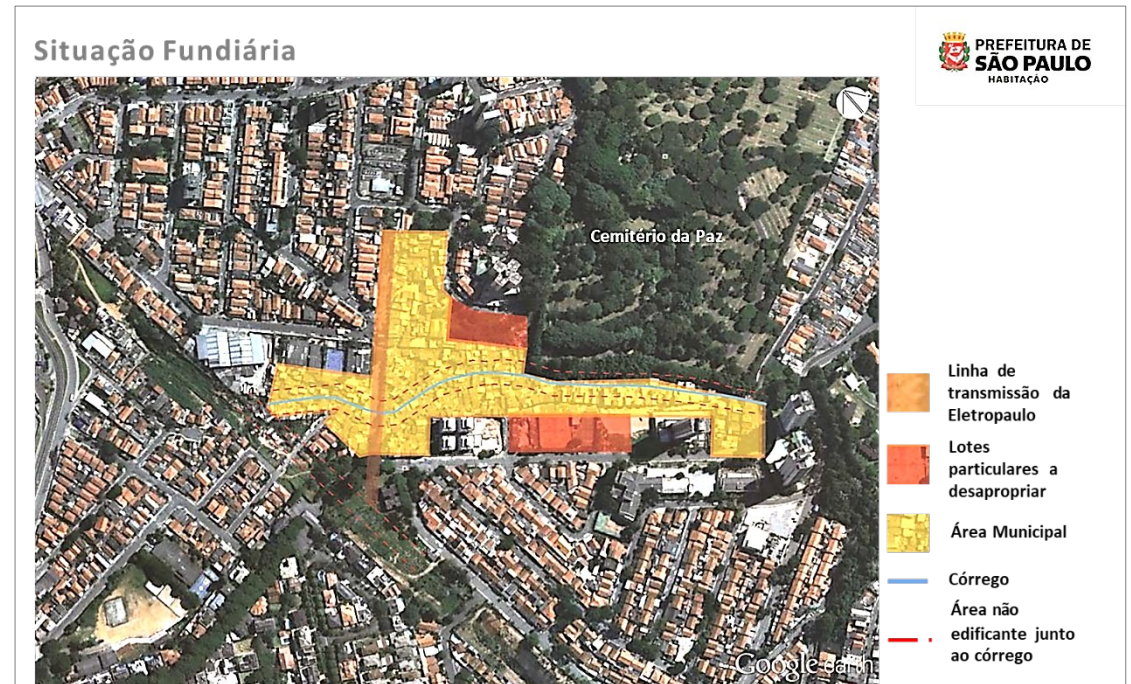 Situação Fundiária
PREFEITURA DE
SÃO PAULO
HABITAÇÃO
Cemitério da Paz
Linha de
transmissão da
Eletropaulo
Lotes
particulares a
desapropriar
Área Municipal
Córrego
Área não
edificante junto
ao córrego
Google earth